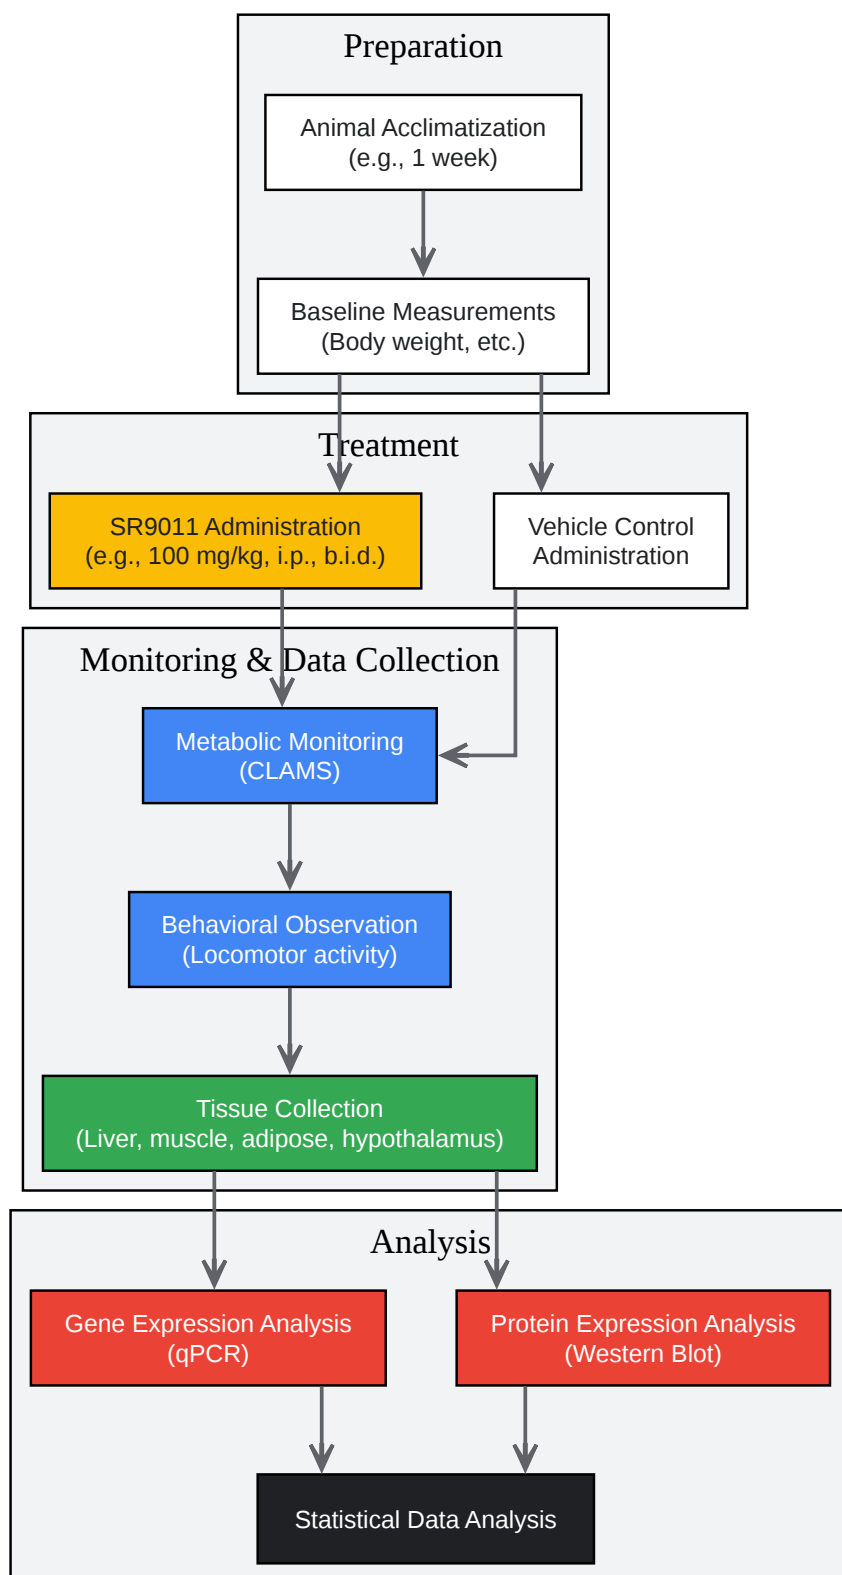 Preparation
Animal Acclimatization
(e.g., 1 week)
Baseline Measurements
(Body weight, etc.)
Treatment
SR9011 Administration
(e.g., 100 mg/kg, i.p., b.i.d.)
Vehicle Control
Administration
Monitoring & Data Collection
Metabolic Monitoring
(CLAMS)
Behavioral Observation
(Locomotor activity)
Tissue Collection
(Liver, muscle, adipose, hypothalamus)
Analysis
Gene Expression Analysis
(qPCR)
Protein Expression Analysis
(Western Blot)
Statistical Data Analysis